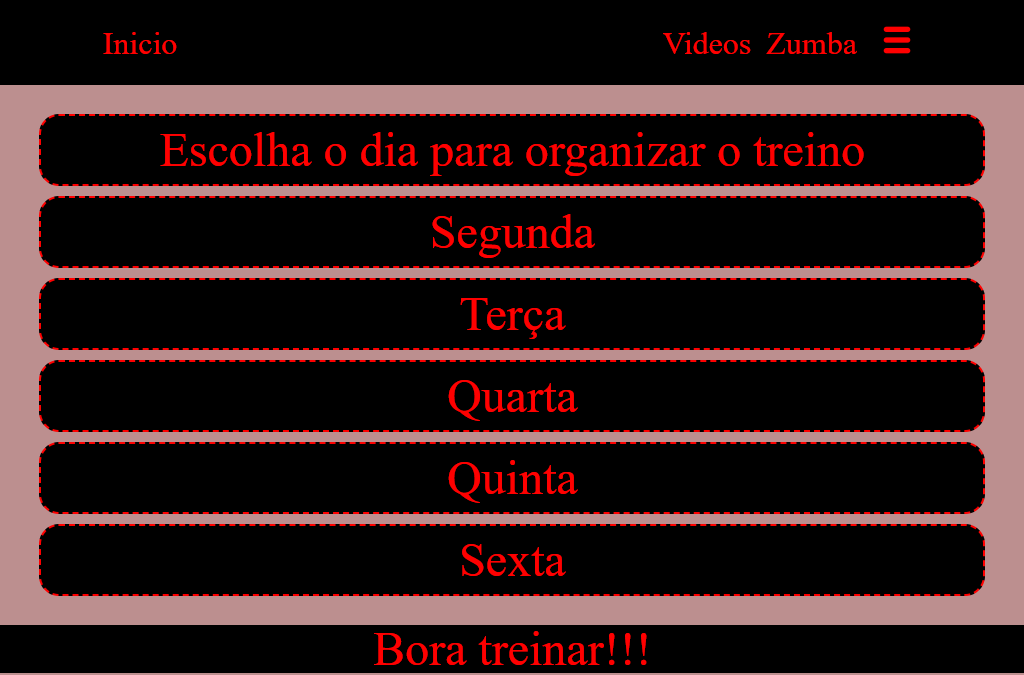 Inicio Videos Zumba
Escolha o dia para organizar o treino
Segunda
Terça
Quarta
Quinta
Sexta
Bora treinar!!!